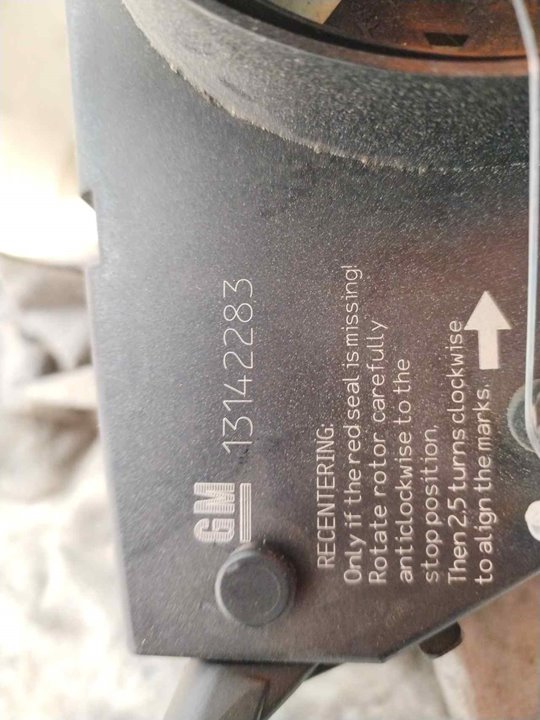 GM
13142283
RECENTERING:
Only if the red seal is missing!
Rotate rotor carefully
anticlockwise to the
stop position,
Then 2.5 turns clockwise
to align the marks.